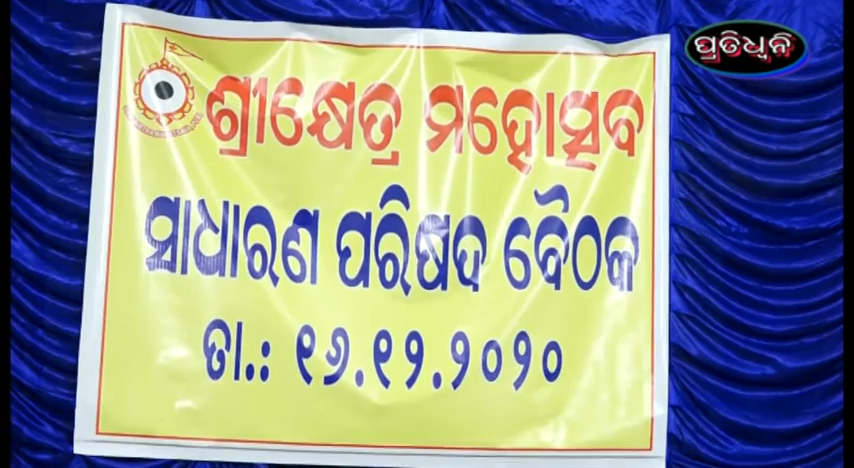 ପ୍ରତିଧ୍ୱନି
ଶ୍ରୀକ୍ଷେତ୍ର ମହୋତ୍ସବ
ସାଧାରଣ ପରିଷଦ ବୈଠକ
ତା.: ୧୬.୧୨.୨୦୨୦